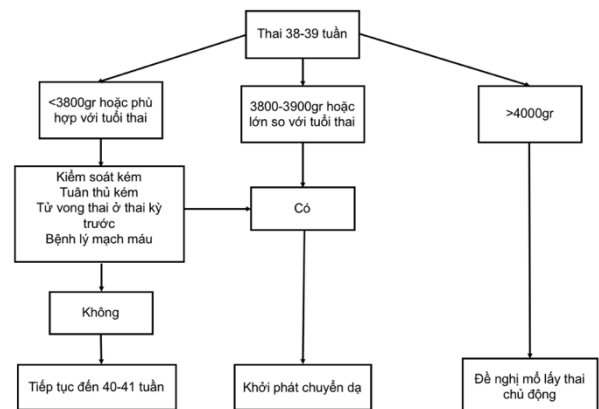 Thai 38-39 tuần
<3800gr hoặc phù
hợp với tuổi thai
3800-3900gr hoặc
lớn so với tuổi thai
>4000gr
Kiểm soát kém
Tuân thủ kém
Tử vong thai ở thai kỳ
trước
Bệnh lý mạch máu
Có
Không
Tiếp tục đến 40-41 tuần
Khởi phát chuyển dạ
Đề nghị mổ lấy thai
chủ động